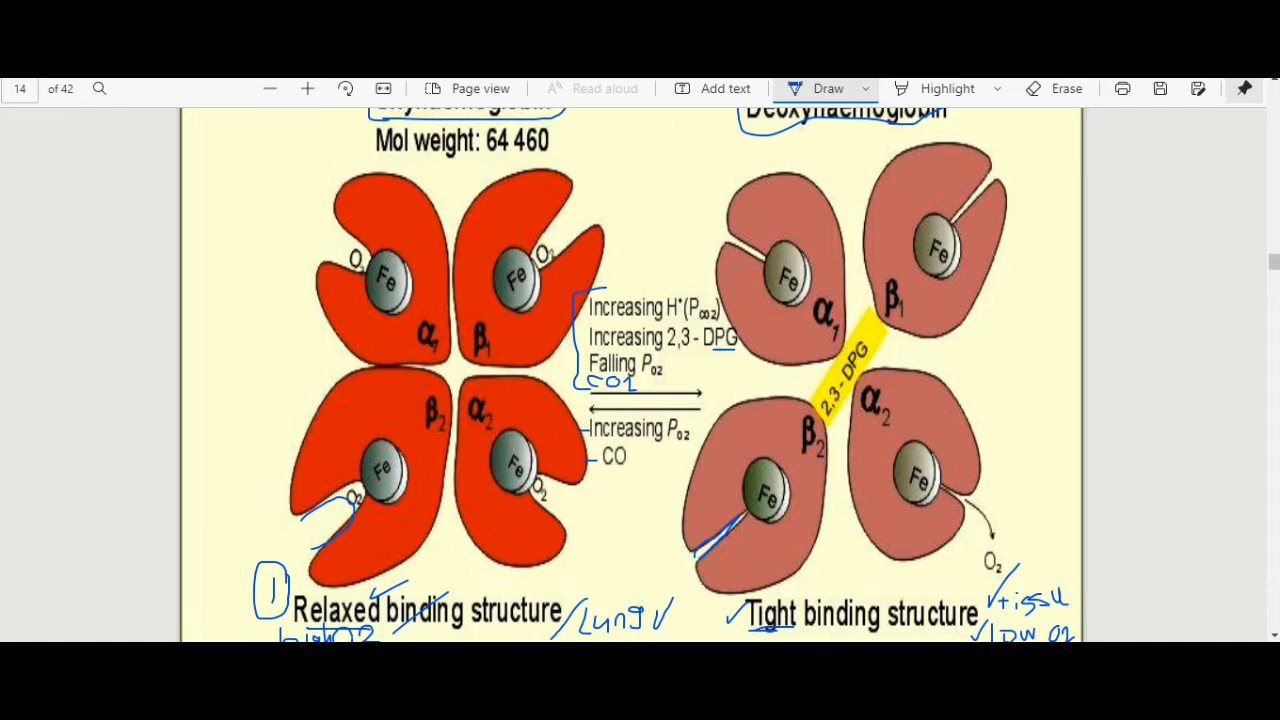 14 of 42 Page view Read aloud Add text Draw Highlight Erase
Deoxyhaemoglobin
Mol weight: 64 460
O₂ Fe α₁
O₂ Fe β₁
Fe α₁
Fe β₁
Increasing H⁺(Pco₂)
Increasing 2,3 - DPG
Falling Po₂
CO2
Increasing Po₂
CO
2,3 - DPG
β₂ Fe O₂
α₂ Fe O₂
β₂ Fe
α₂ Fe
O₂
1 Relaxed binding structure Lung
Tight binding structure tissu
low O2